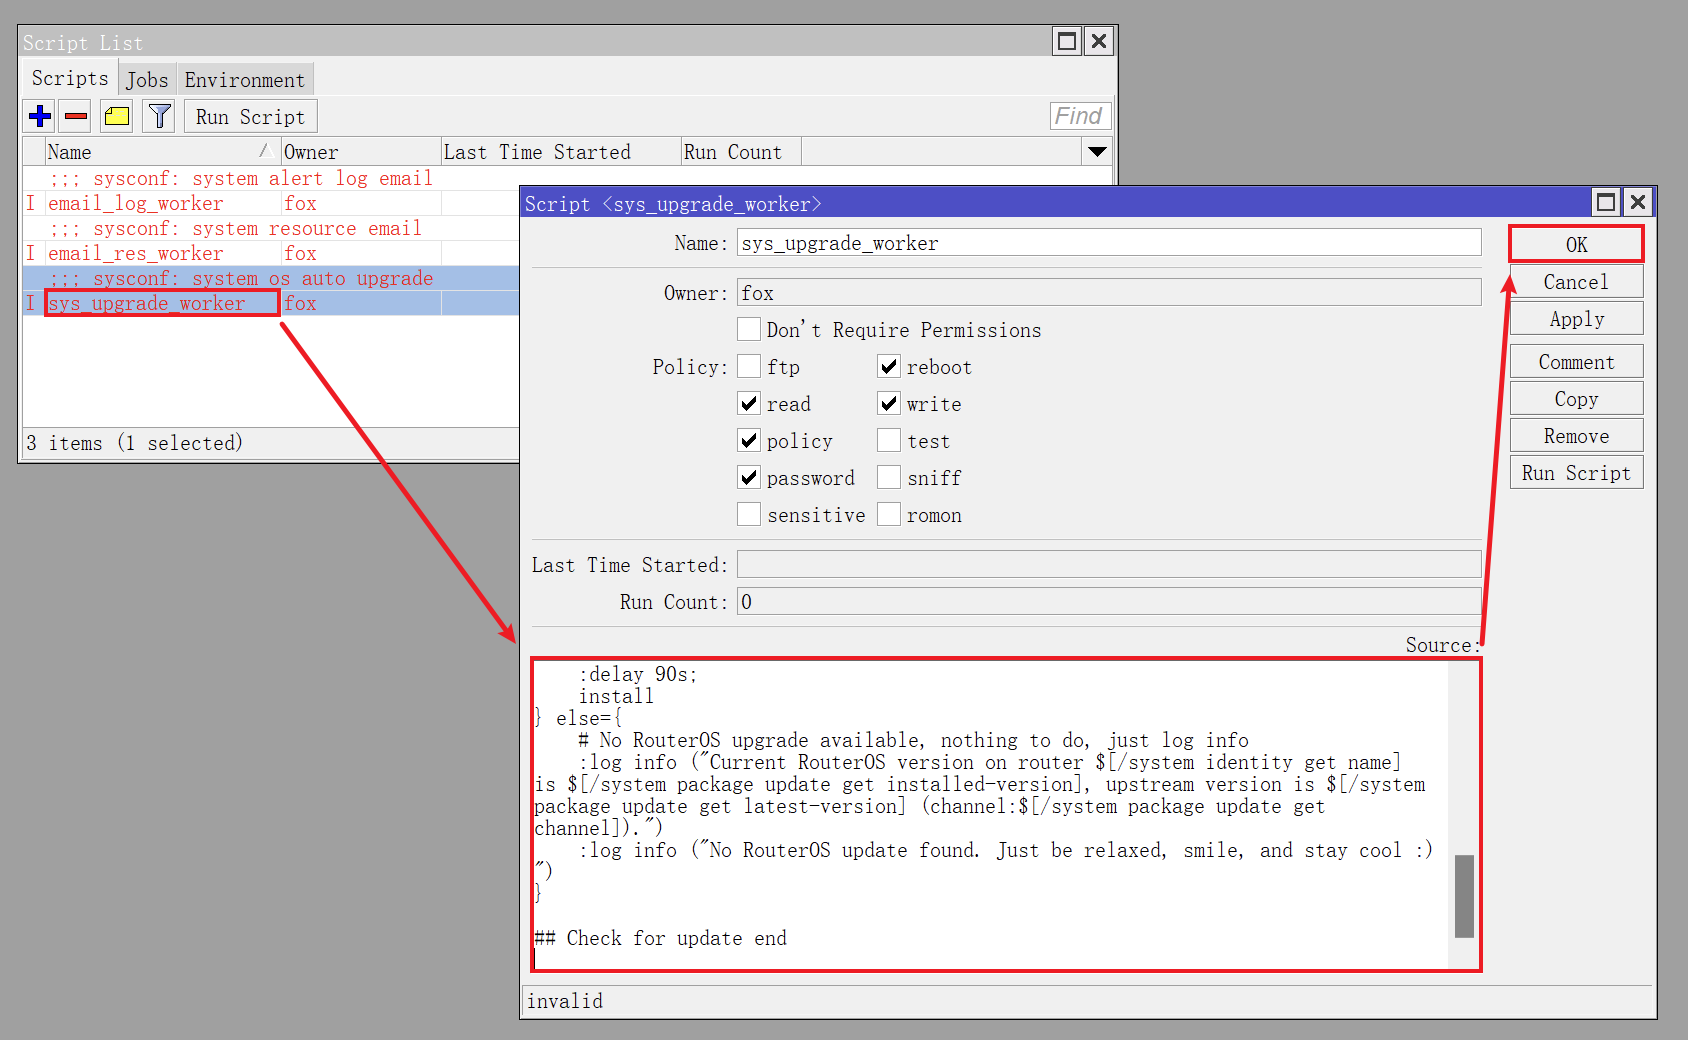 Script List
Scripts Jobs Environment
Run Script Find
Name Owner Last Time Started Run Count
;;; sysconf: system alert log email
I email_log_worker fox
;;; sysconf: system resource email
I email_res_worker fox
;;; sysconf: system os auto upgrade
I sys_upgrade_worker fox
3 items (1 selected)
Script <sys_upgrade_worker>
Name: sys_upgrade_worker
OK
Owner: fox
Cancel
Don't Require Permissions
Apply
Policy: ftp reboot
Comment
read write
Copy
policy test
Remove
password sniff
Run Script
sensitive romon
Last Time Started:
Run Count: 0
Source:
:delay 90s;
install
} else={
# No RouterOS upgrade available, nothing to do, just log info
:log info ("Current RouterOS version on router $[/system identity get name]
is $[/system package update get installed-version], upstream version is $[/system
package update get latest-version] (channel:$[/system package update get
channel]).")
:log info ("No RouterOS update found. Just be relaxed, smile, and stay cool :)
")
}
## Check for update end
invalid